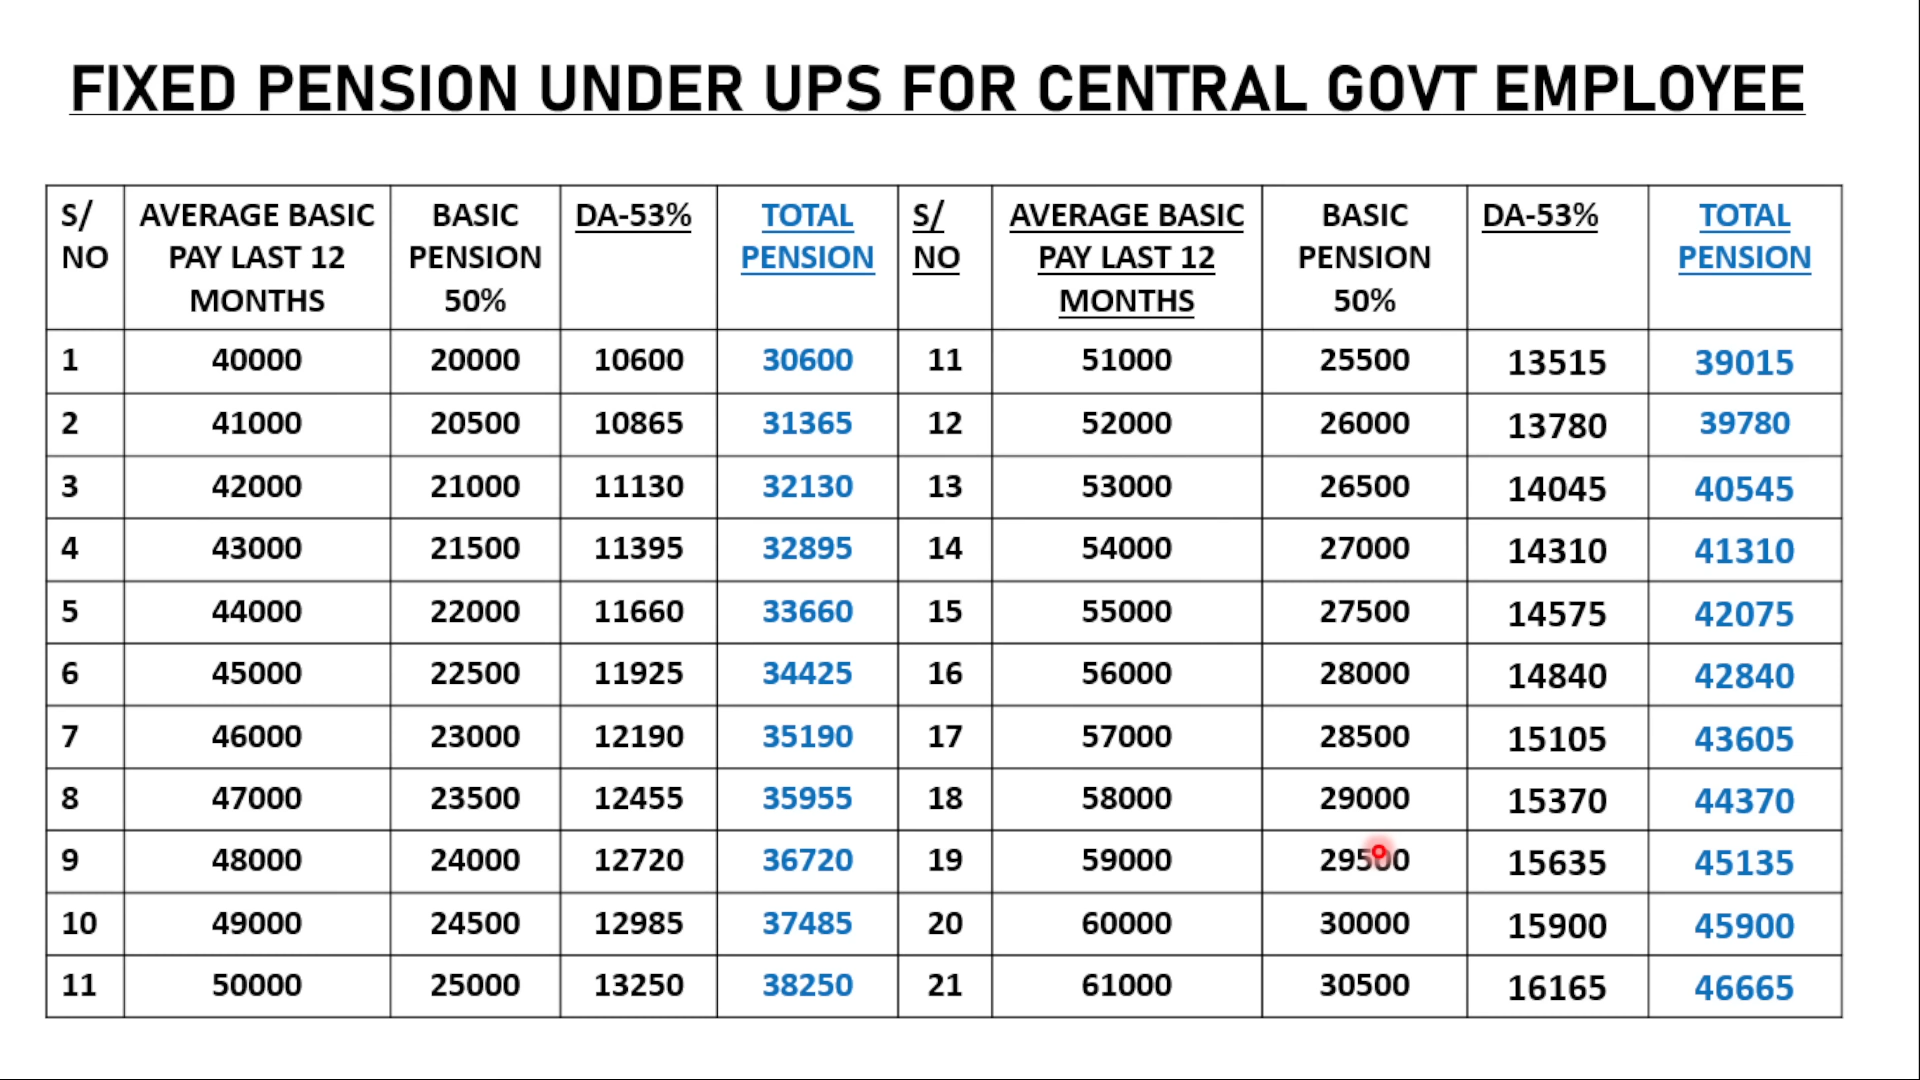 FIXED PENSION UNDER UPS FOR CENTRAL GOVT EMPLOYEE
S/ NO AVERAGE BASIC PAY LAST 12 MONTHS BASIC PENSION 50% DA-53% TOTAL PENSION S/ NO AVERAGE BASIC PAY LAST 12 MONTHS BASIC PENSION 50% DA-53% TOTAL PENSION
1 40000 20000 10600 30600 11 51000 25500 13515 39015
2 41000 20500 10865 31365 12 52000 26000 13780 39780
3 42000 21000 11130 32130 13 53000 26500 14045 40545
4 43000 21500 11395 32895 14 54000 27000 14310 41310
5 44000 22000 11660 33660 15 55000 27500 14575 42075
6 45000 22500 11925 34425 16 56000 28000 14840 42840
7 46000 23000 12190 35190 17 57000 28500 15105 43605
8 47000 23500 12455 35955 18 58000 29000 15370 44370
9 48000 24000 12720 36720 19 59000 29500 15635 45135
10 49000 24500 12985 37485 20 60000 30000 15900 45900
11 50000 25000 13250 38250 21 61000 30500 16165 46665